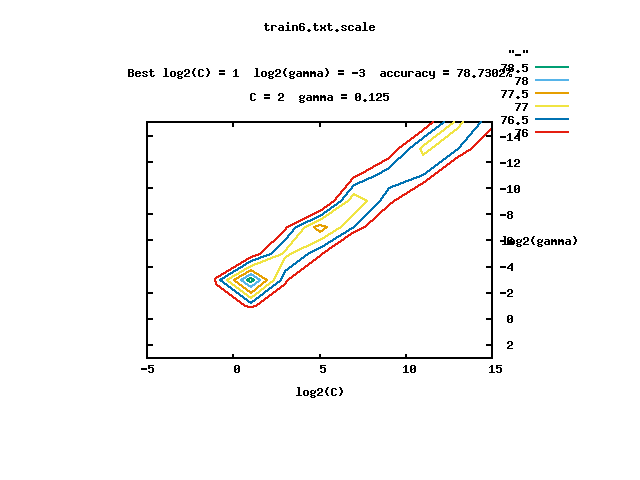 train6.txt.scale
Best log2(C) = 1  log2(gamma) = -3  accuracy = 78.7302%
C = 2  gamma = 0.125
"-"
78.5
78
77.5
77
76.5
76
-14
-12
-10
-8
-6
log2(gamma)
-4
-2
0
2
-5 0 5 10 15
log2(C)